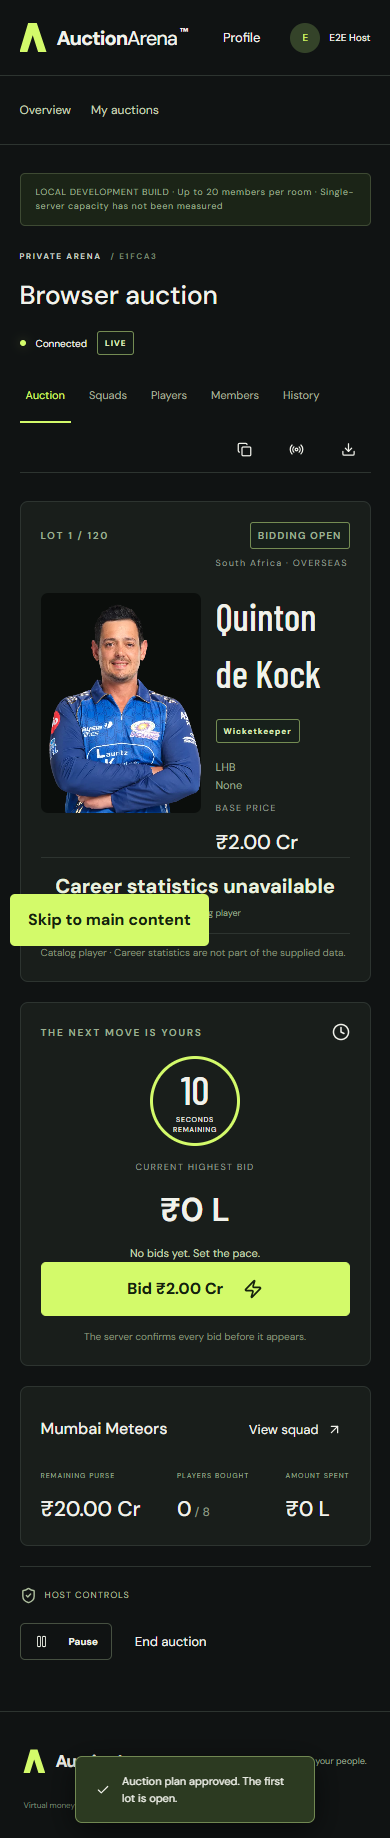 AuctionArena™
Profile
E
E2E Host
Overview
My auctions
LOCAL DEVELOPMENT BUILD · Up to 20 members per room · Single-
server capacity has not been measured
PRIVATE ARENA / E1FCA3
Browser auction
Connected
LIVE
Auction
Squads
Players
Members
History
LOT 1 / 120
BIDDING OPEN
South Africa · OVERSEAS
Quinton
de Kock
Wicketkeeper
LHB
None
BASE PRICE
₹2.00 Cr
Career statistics unavailable
player
Skip to main content
Catalog player · Career statistics are not part of the supplied data.
THE NEXT MOVE IS YOURS
10
SECONDS
REMAINING
CURRENT HIGHEST BID
₹0 L
No bids yet. Set the pace.
Bid ₹2.00 Cr
The server confirms every bid before it appears.
Mumbai Meteors
View squad
REMAINING PURSE
PLAYERS BOUGHT
AMOUNT SPENT
₹20.00 Cr
0 / 8
₹0 L
HOST CONTROLS
Pause
End auction
your people.
Auction plan approved. The first
lot is open.
Virtual money